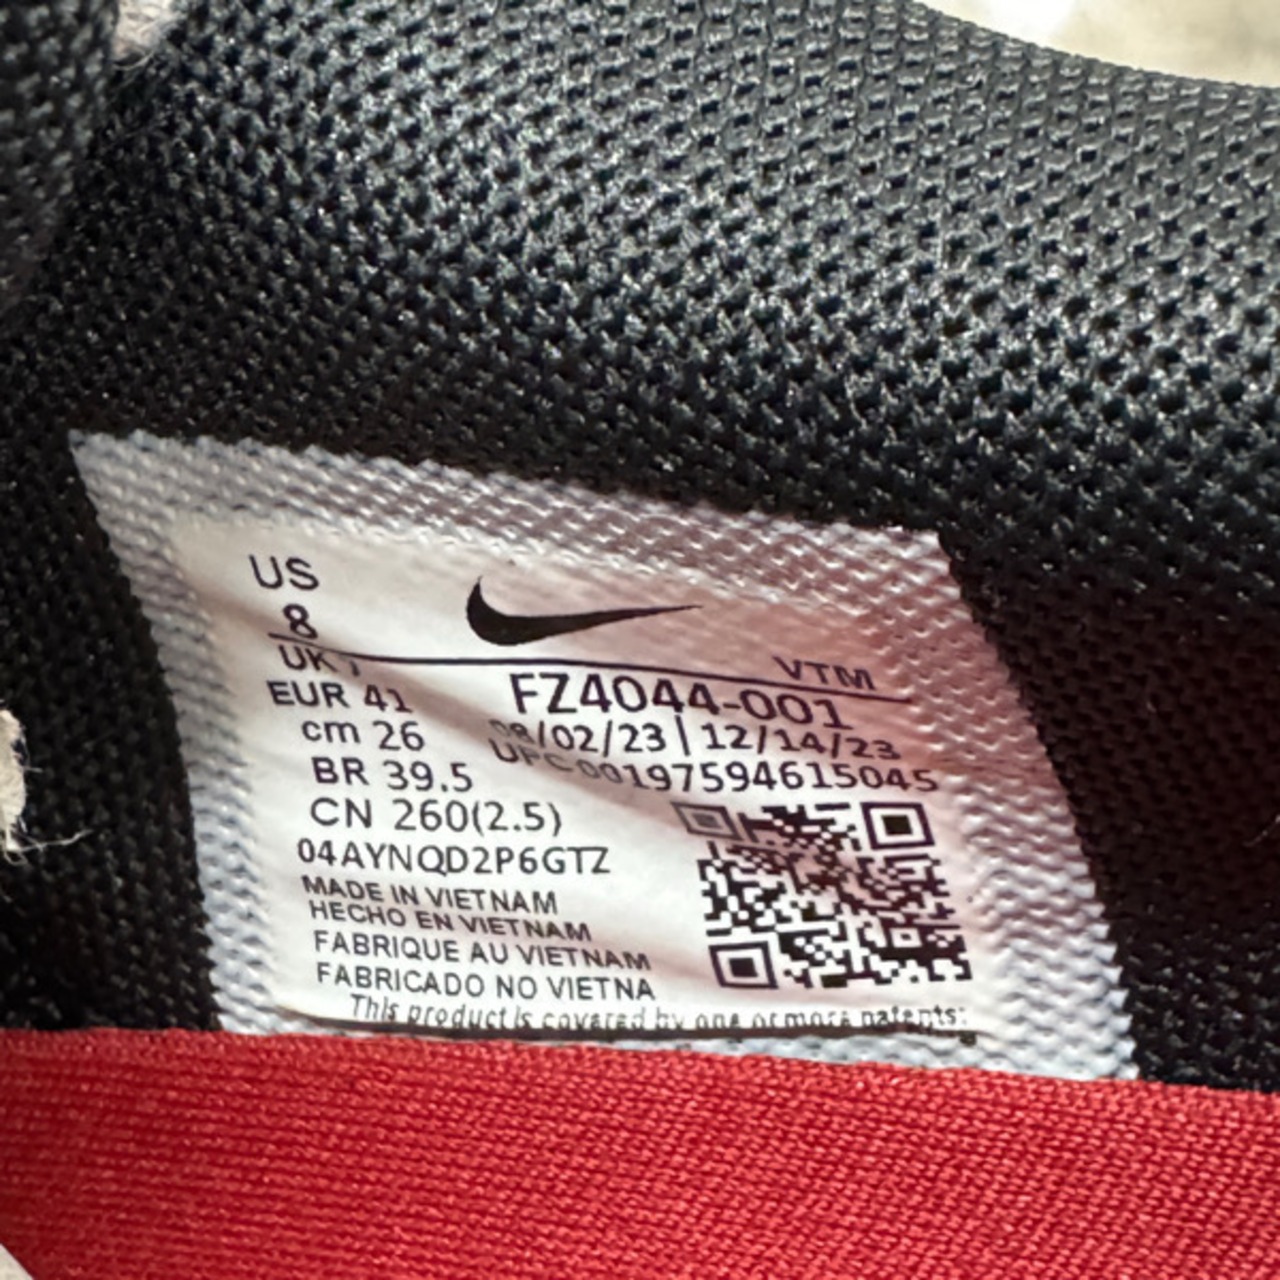 US
8
UK 7
VTM
EUR 41
FZ4044-001
cm 26
08/02/23 | 12/14/23
BR 39.5
UPC 00197594615045
CN 260(2.5)
04AYNQD2P6GTZ
MADE IN VIETNAM
HECHO EN VIETNAM
FABRIQUE AU VIETNAM
FABRICADO NO VIETNA
This product is covered by one or more patents: